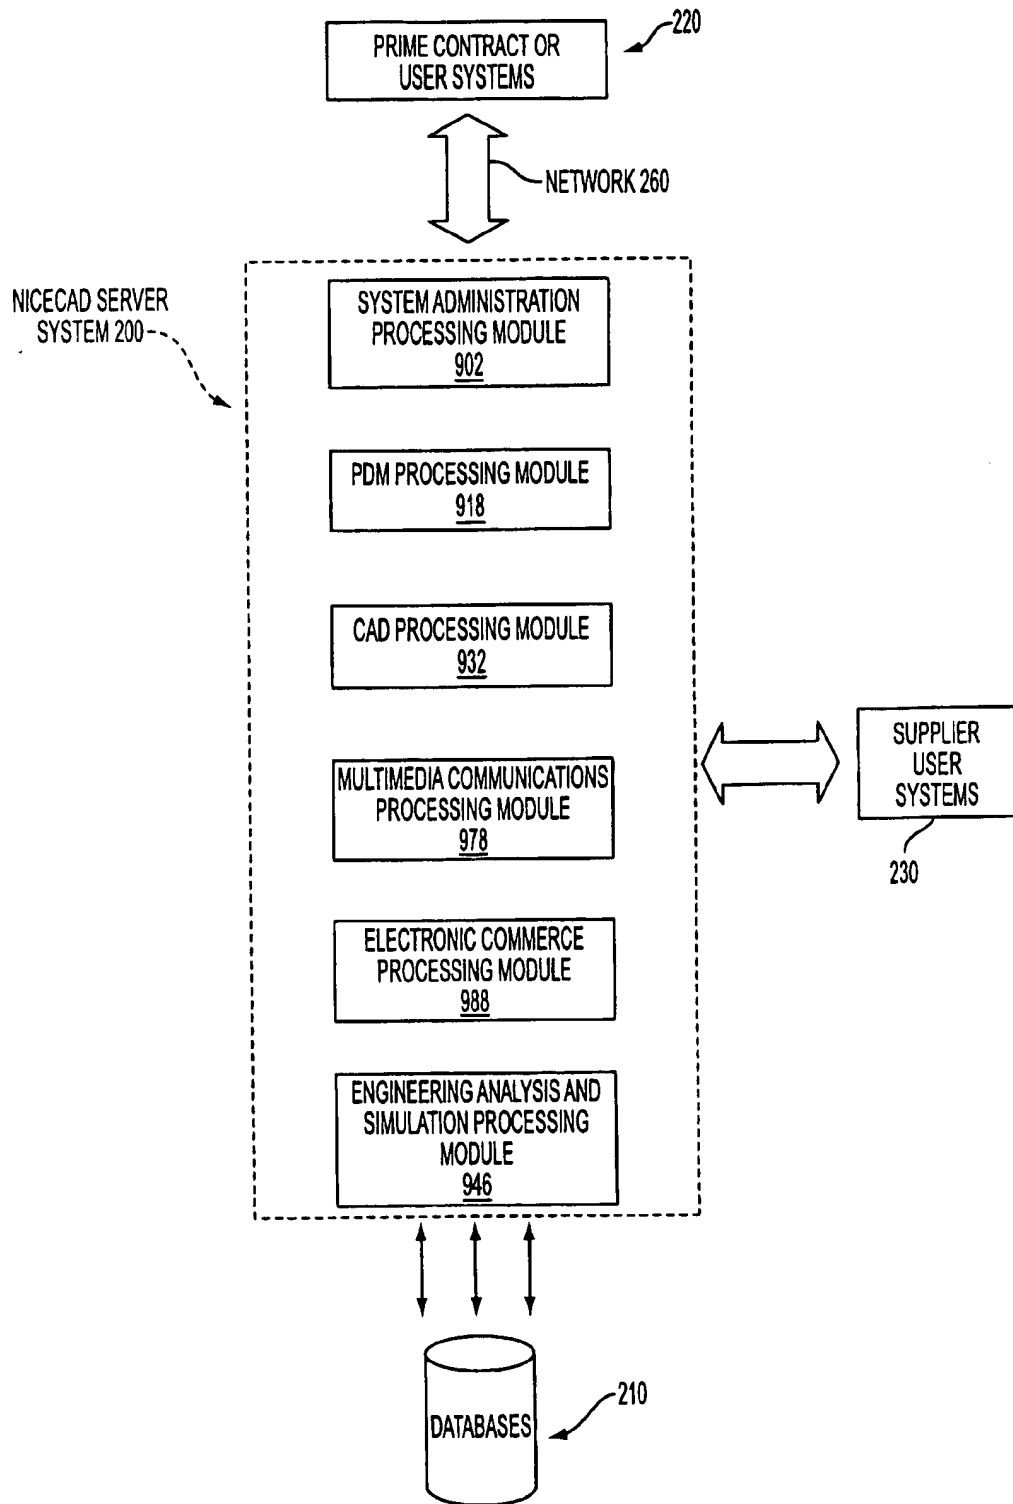 220
PRIME CONTRACT OR
USER SYSTEMS
NETWORK 260
NICECAD SERVER
SYSTEM 200
SYSTEM ADMINISTRATION
PROCESSING MODULE
902
PDM PROCESSING MODULE
918
CAD PROCESSING MODULE
932
MULTIMEDIA COMMUNICATIONS
PROCESSING MODULE
978
SUPPLIER
USER
SYSTEMS
230
ELECTRONIC COMMERCE
PROCESSING MODULE
988
ENGINEERING ANALYSIS AND
SIMULATION PROCESSING
MODULE
946
DATABASES
210